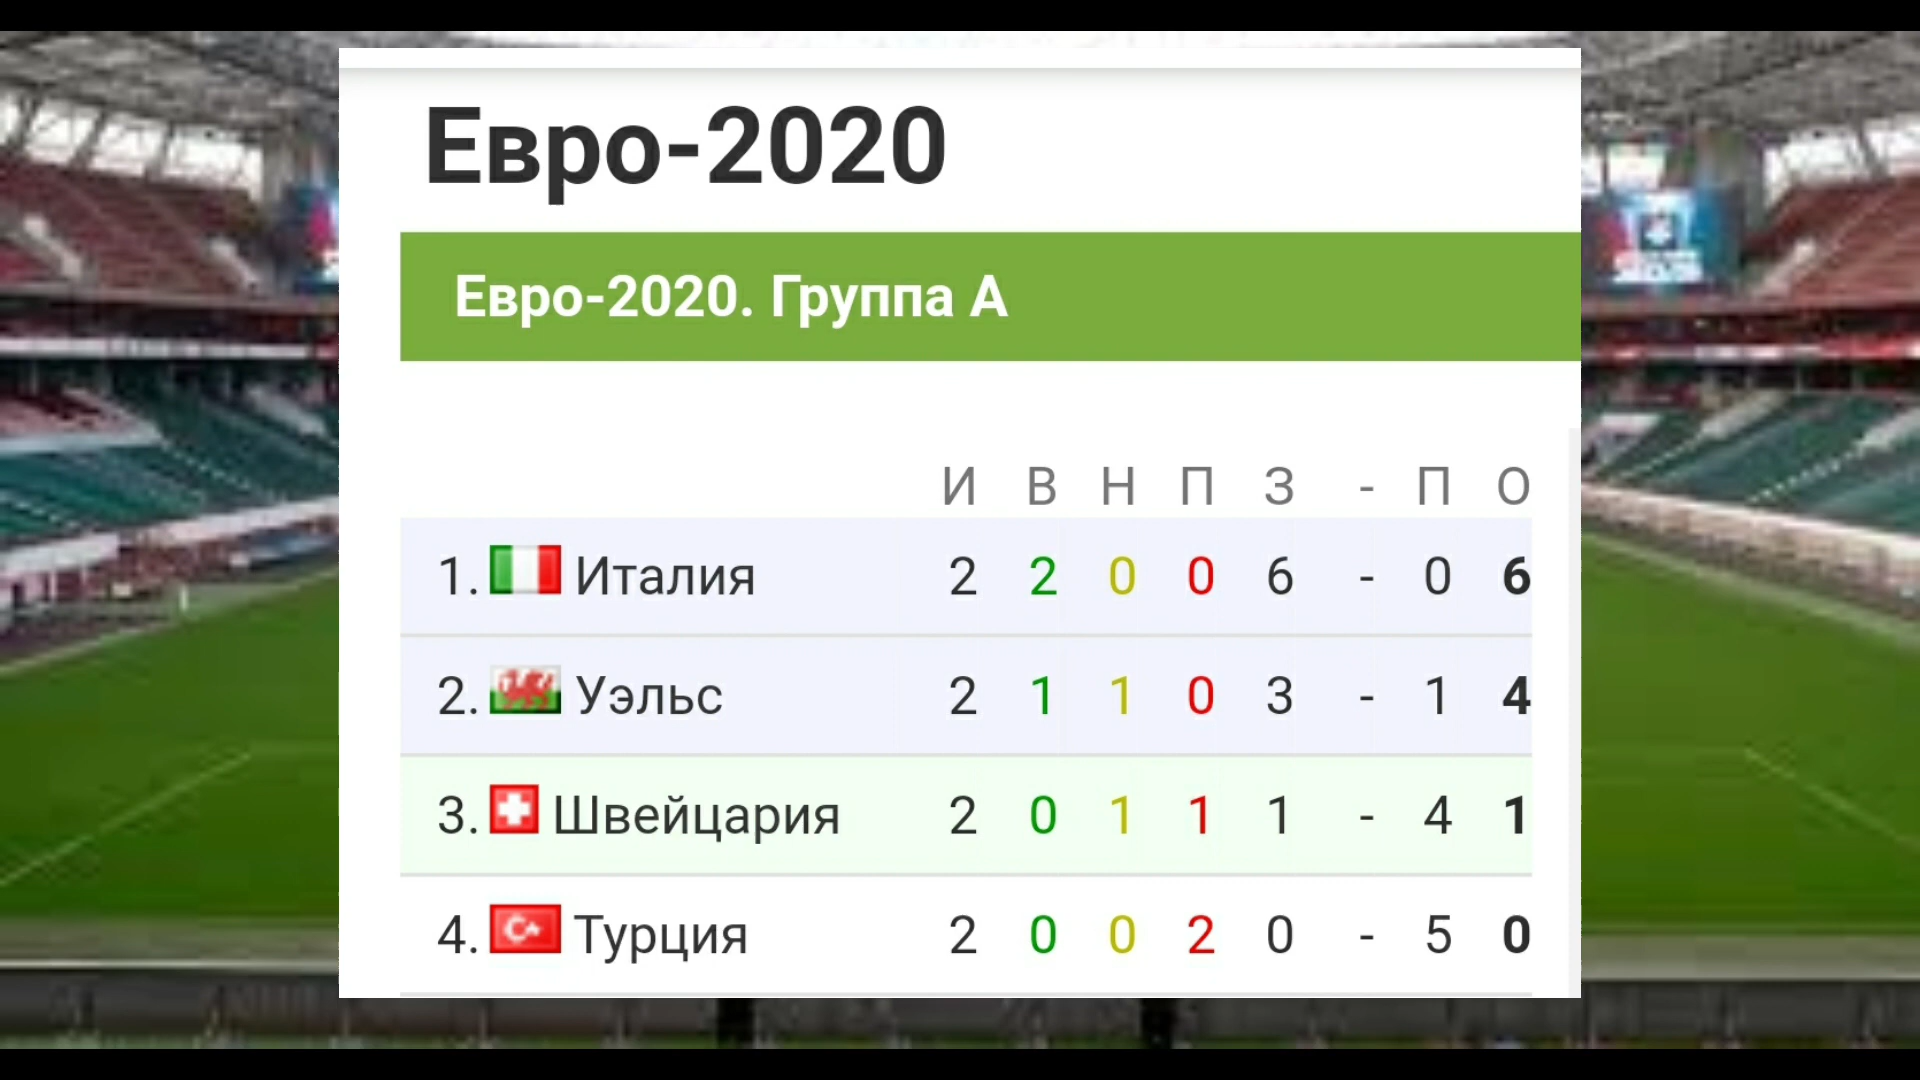 Евро-2020
Евро-2020. Группа А
И В Н П З - П О
1. Италия 2 2 0 0 6 - 0 6
2. Уэльс 2 1 1 0 3 - 1 4
3. Швейцария 2 0 1 1 1 - 4 1
4. Турция 2 0 0 2 0 - 5 0